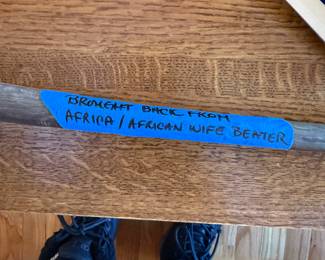 BROUGHT BACK FROM
AFRICA / AFRICAN WIFE BEATER